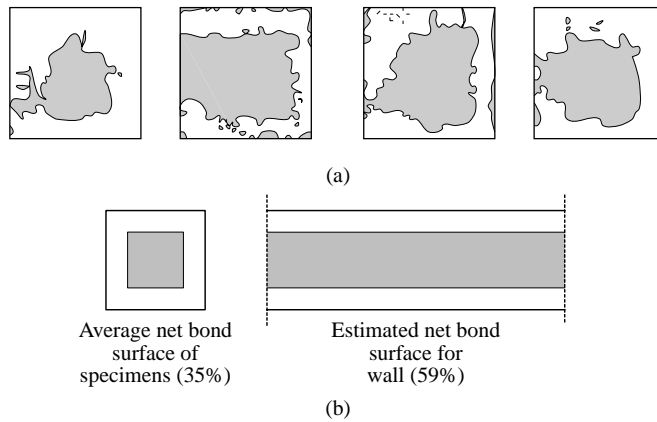 (a)
Average net bond
surface of
specimens (35%)
Estimated net bond
surface for
wall (59%)
(b)